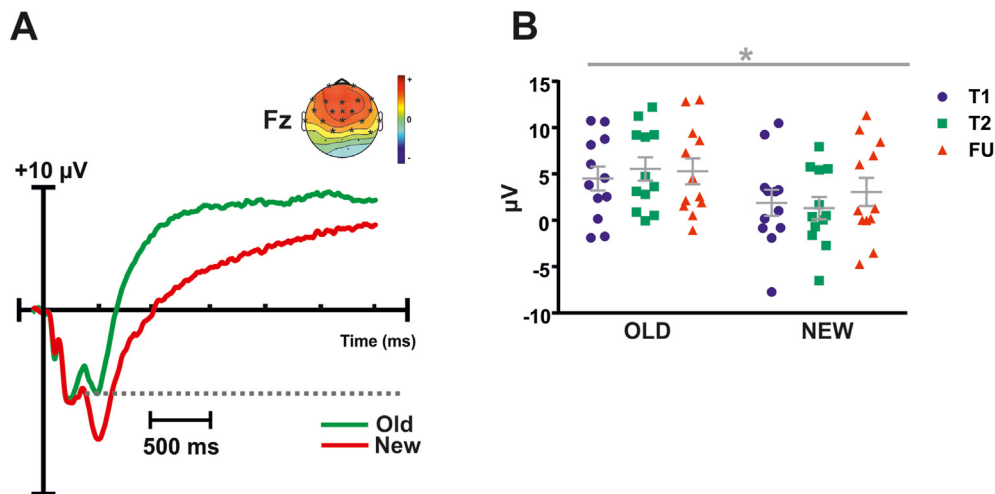 A
+
0
-
Fz
+10 µV
Time (ms)
500 ms
Old
New
B
*
15
10
5
0
-5
-10
µV
OLD
NEW
T1
T2
FU